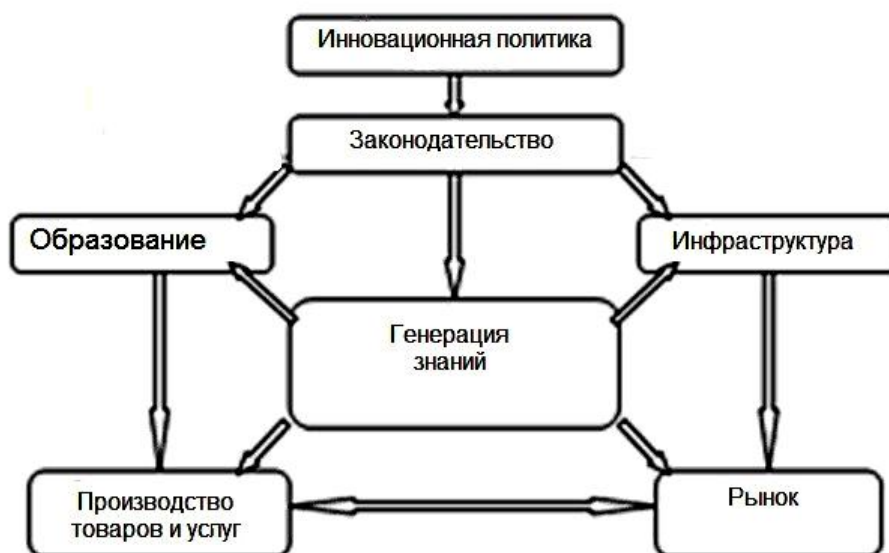 Инновационная политика
Законодательство
Образование
Инфраструктура
Генерация
знаний
Производство
товаров и услуг
Рынок